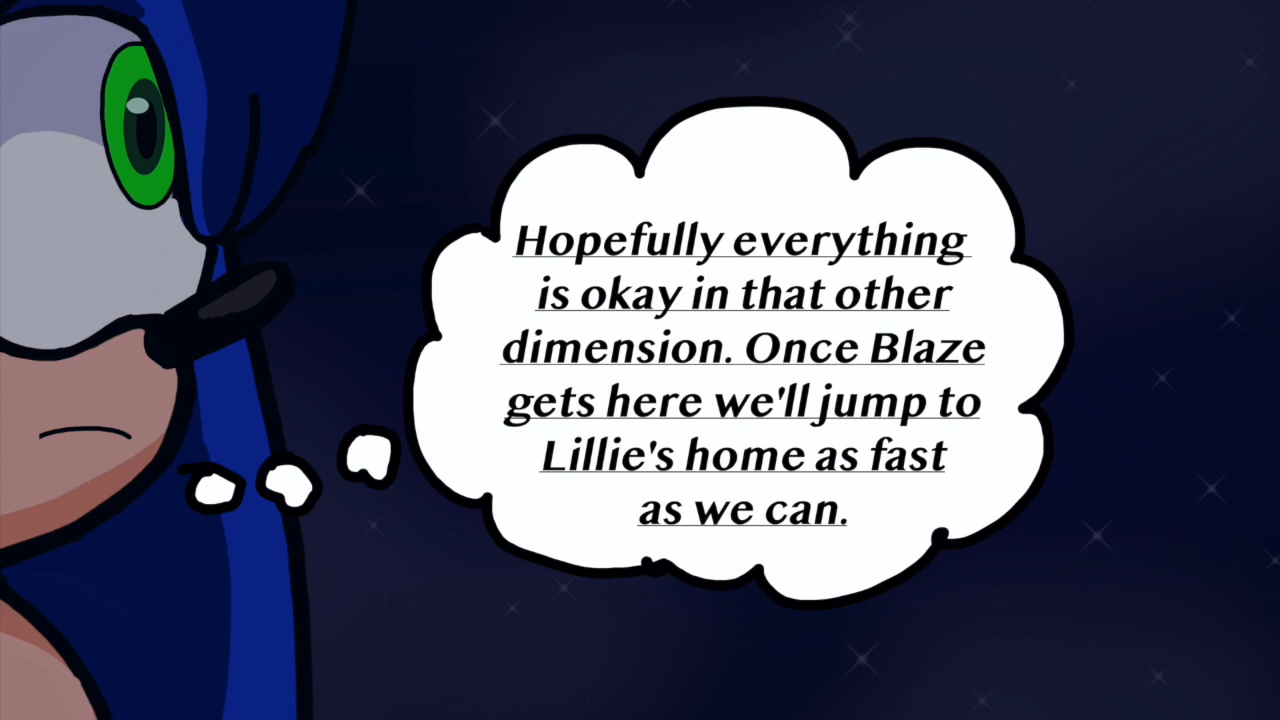 Hopefully everything
is okay in that other
dimension. Once Blaze
gets here we'll jump to
Lillie's home as fast
as we can.